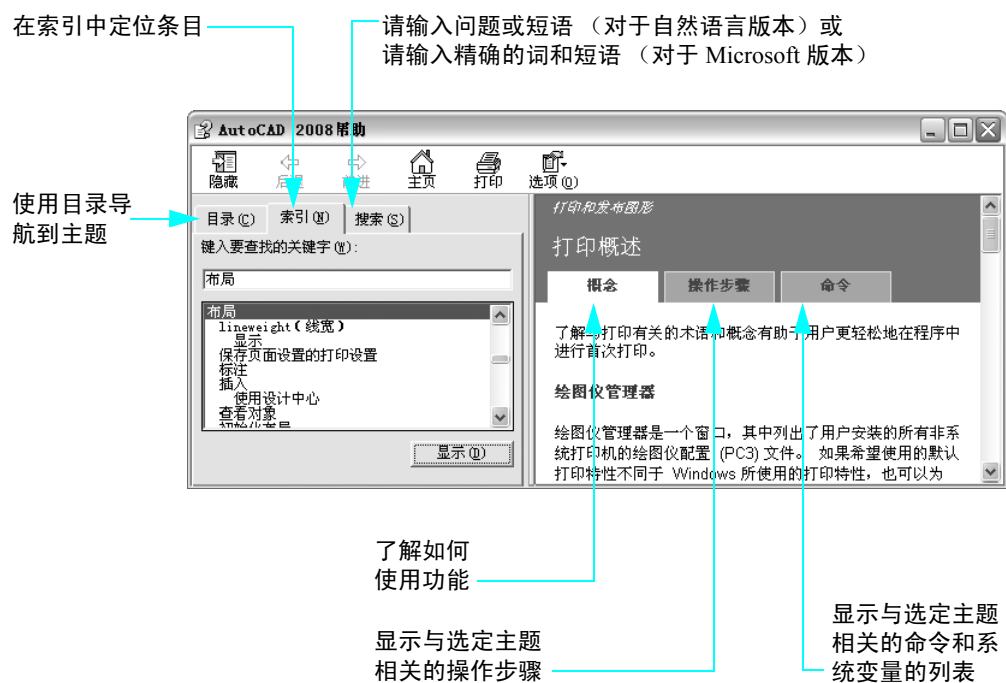 在索引中定位条目
请输入问题或短语 （对于自然语言版本）或
请输入精确的词和短语 （对于 Microsoft 版本）
AutoCAD 2008 帮助
隐藏
主页
打印
选项(O)
使用目录导
航到主题
目录(C)
索引(N)
搜索(S)
键入要查找的关键字(W):
布局
布局
lineweight(线宽)
显示
保存页面设置的打印设置
标注
插入
使用设计中心
查看对象
初始化布局
显示(D)
打印和发布图形
打印概述
概念
操作步骤
命令
了解与打印有关的术语和概念有助于用户更轻松地在程序中
进行首次打印。
绘图仪管理器
绘图仪管理器是一个窗口，其中列出了用户安装的所有非系
统打印机的绘图仪配置 (PC3) 文件。 如果希望使用的默认
打印特性不同于 Windows 所使用的打印特性，也可以为
了解如何
使用功能
显示与选定主题
相关的操作步骤
显示与选定主题
相关的命令和系
统变量的列表